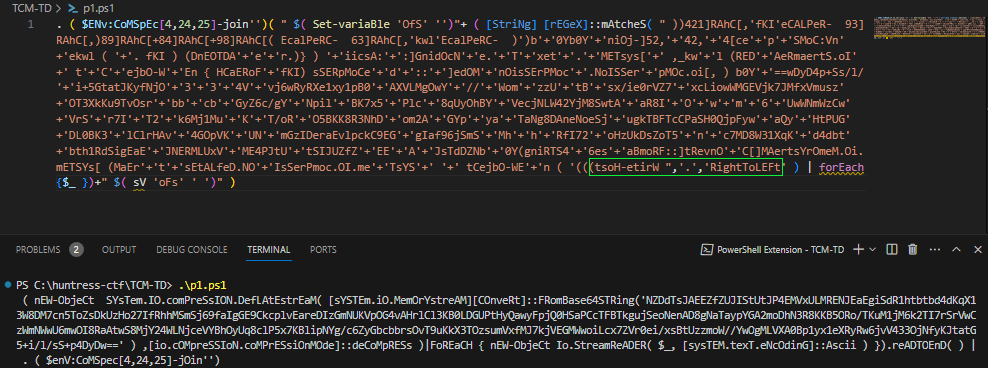 TCM-TD > p1.ps1
1 . ( $ENv:CoMSpEc[4,24,25]-join'')( " $( Set-variaBle 'OfS' '')"+ ( [StriNg] [rEGeX]::mAtcheS( " ))421]RAhC[,'fKI'eCALPeR- 93]
RAhC[,)89]RAhC[+84]RAhC[+98]RAhC[( EcalPeRC- 63]RAhC[,'kwl'EcalPeRC- )')b'+'0Yb0Y'+'niOj-]52,'+'42,'+'4[ce'+'p'+'SMoC:Vn'
+'ekwl ( '+'. fKI ) (DnEOTDA'+'e'+'r.)} ) '+'iicsA:'+':]GnidOcN'+'e.'+'T'+'xet'+'.'+'METsys['+' ,_kw'+'l (RED'+'AeRmaertS.oI'
+' t'+'C'+'ejbO-W'+'En { HCaERoF'+'fKI) sSERpMoCe'+'d'+'::'+']edOM'+'nOisSErPMoc'+'.NoISSer'+'pMOc.oi[, ) b0Y'+'==wDyD4p+Ss/l/
'+'i+5GtatJKyfNjO'+'3'+'3'+'4V'+'vj6wRyRXe1xy1pB0'+'AXVLMgOwY'+'//'+'Wom'+'zzU'+'tB'+'sx/ie0rVZ7'+'xcLiowWMGEVjk7JMfxVmusz'
+'OT3XkKu9TvOsr'+'bb'+'cb'+'GyZ6c/gY'+'Npil'+'BK7x5'+'Plc'+'8qUyOhBY'+'VecjNLW42YjM8SwtA'+'aR8I'+'O'+'w'+'m'+'6'+'UwWNmWzCw'
+'VrS'+'r7I'+'T2'+'k6Mj1Mu'+'K'+'T/oR'+'O5BKK8R3NhD'+'om2A'+'GYp'+'ya'+'TaNg8DAneNoeSj'+'ugkTBFTcCPaSH0QjpFyw'+'aQy'+'HtPUG'
+'DL0BK3'+'lClrHAv'+'4GOpVK'+'UN'+'mGzIDeraEvlpckC9EG'+'gIaf96jSmS'+'Mh'+'h'+'RfI72'+'oHzUkDsZoT5'+'+'n'+'c7MD8W31XqK'+'d4dbt'
+'bth1RdSigEaE'+'JNERMLUxV'+'ME4PJtU'+'tSIJUZfZ'+'EE'+'A'+'JsTdDZNb'+'0Y(gniRTS4'+'6es'+'aBmoRF::]tRevnO'+'C[]MAertsYrOmeM.Oi.
mETSYs[ (MaEr'+'t'+'sEtALfeD.NO'+'IsSerPmoc.OI.me'+'TsYS'+' '+' tCejbO-WE'+'n ( '(((tsoH-etirW ",'.','RightToLEFt' ) | forEach
{$_ })+" $( sV 'oFs' ' ')" )
PROBLEMS 2 OUTPUT DEBUG CONSOLE TERMINAL PORTS PowerShell Extension - TCM-TD
PS C:\huntress-ctf\TCM-TD> .\p1.ps1
( nEW-ObjeCt SYsTem.IO.comPreSsION.DefLAtEstrEaM( [sYSTEm.iO.MemOrYstreAM][COnveRt]::FRomBase64STRing('NZDdTsJAEEZfZUJIStUtJP4EMVxULMRENJEaEgiSdR1htbtbd4dKqX1
3W8DM7cn5ToZsDkUzHo27IfRhhMSmSj69faIgGE9CkcplvEareDIzGmNUKVpOG4vAHrlC13KB0LDGUPtHyQawyFpjQ0HSaPCcTFBTkgujSeoNenAD8gNaTaypYGA2moDhN3R8KKB5ORo/TKuM1jM6k2TI7rSrVwC
zWmNWwU6mwOI8RaAtwS8MjY24WLNjceVYBhOyUq8clP5x7KB1ipNYg/c6ZyGbcbbrsOvT9uKkX3TOzsumVxfMJ7kjVEGMWwoiLcx7ZVr0ei/xsBtUzzmoW//YwOgMLVXA0Bp1yx1eXRyRw6jvV433OjNfyKJtatG
5+i/l/sS+p4DyDw==' ) ,[io.cOMpreSSION.coMPrESsiOnMOde]::deCoMpRESs )|FoREaCH { nEW-ObjeCt Io.StreamReADER( $_, [sysTEM.texT.eNcOdinG]::Ascii ) }).reADTOEnD( ) |
. ( $enV:CoMSpec[4,24,25]-jOin'')